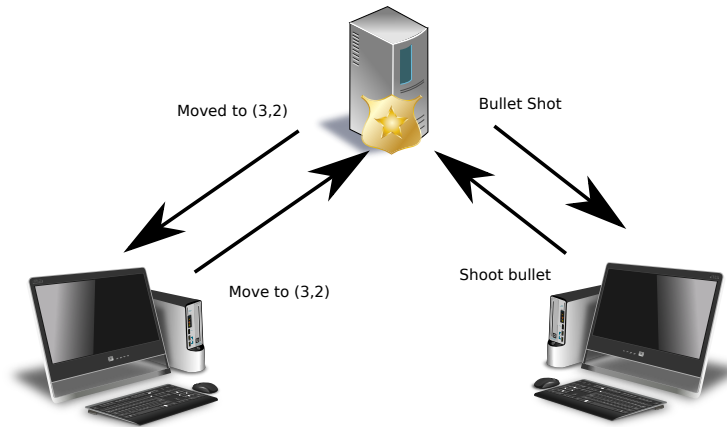 Moved to (3,2)
Bullet Shot
Move to (3,2)
Shoot bullet